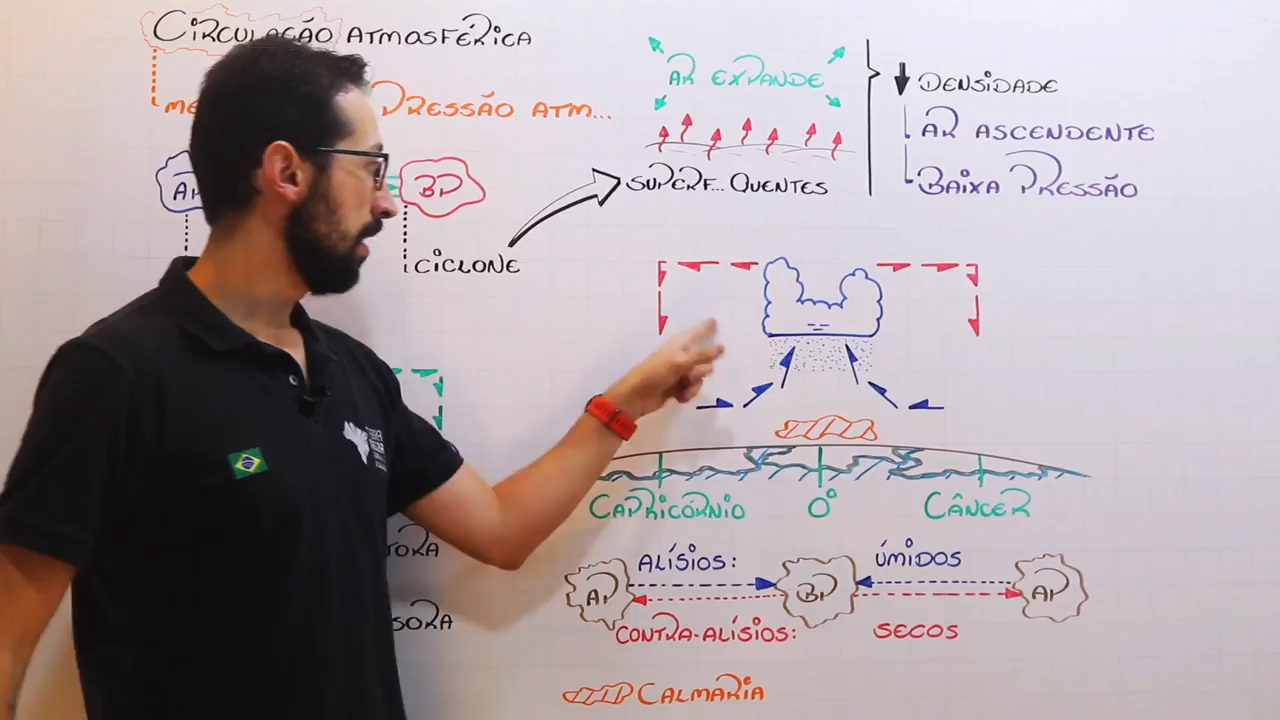 CIRCULAÇÃO ATMOSFÉRICA
PRESSÃO ATM...
BP
CICLONE
AR EXPANDE
SUPERF... QUENTES
DENSIDADE
AR ASCENDENTE
BAIXA PRESSÃO
CAPRICÓRNIO 0° CÂNCER
ALÍSIOS: ÚMIDOS
AP BP AP
CONTRA-ALÍSIOS: SECOS
CALMARIA